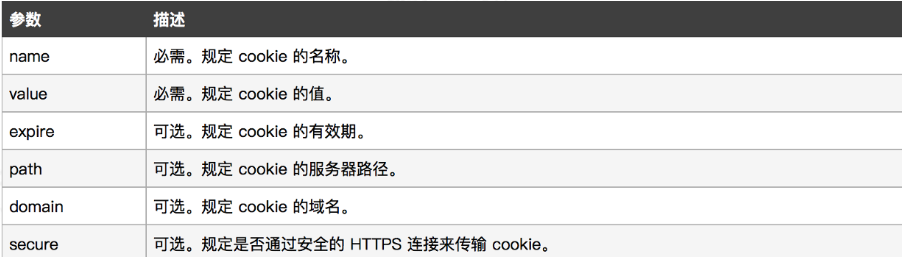 参数 描述
name 必需。规定 cookie 的名称。
value 必需。规定 cookie 的值。
expire 可选。规定 cookie 的有效期。
path 可选。规定 cookie 的服务器路径。
domain 可选。规定 cookie 的域名。
secure 可选。规定是否通过安全的 HTTPS 连接来传输 cookie。